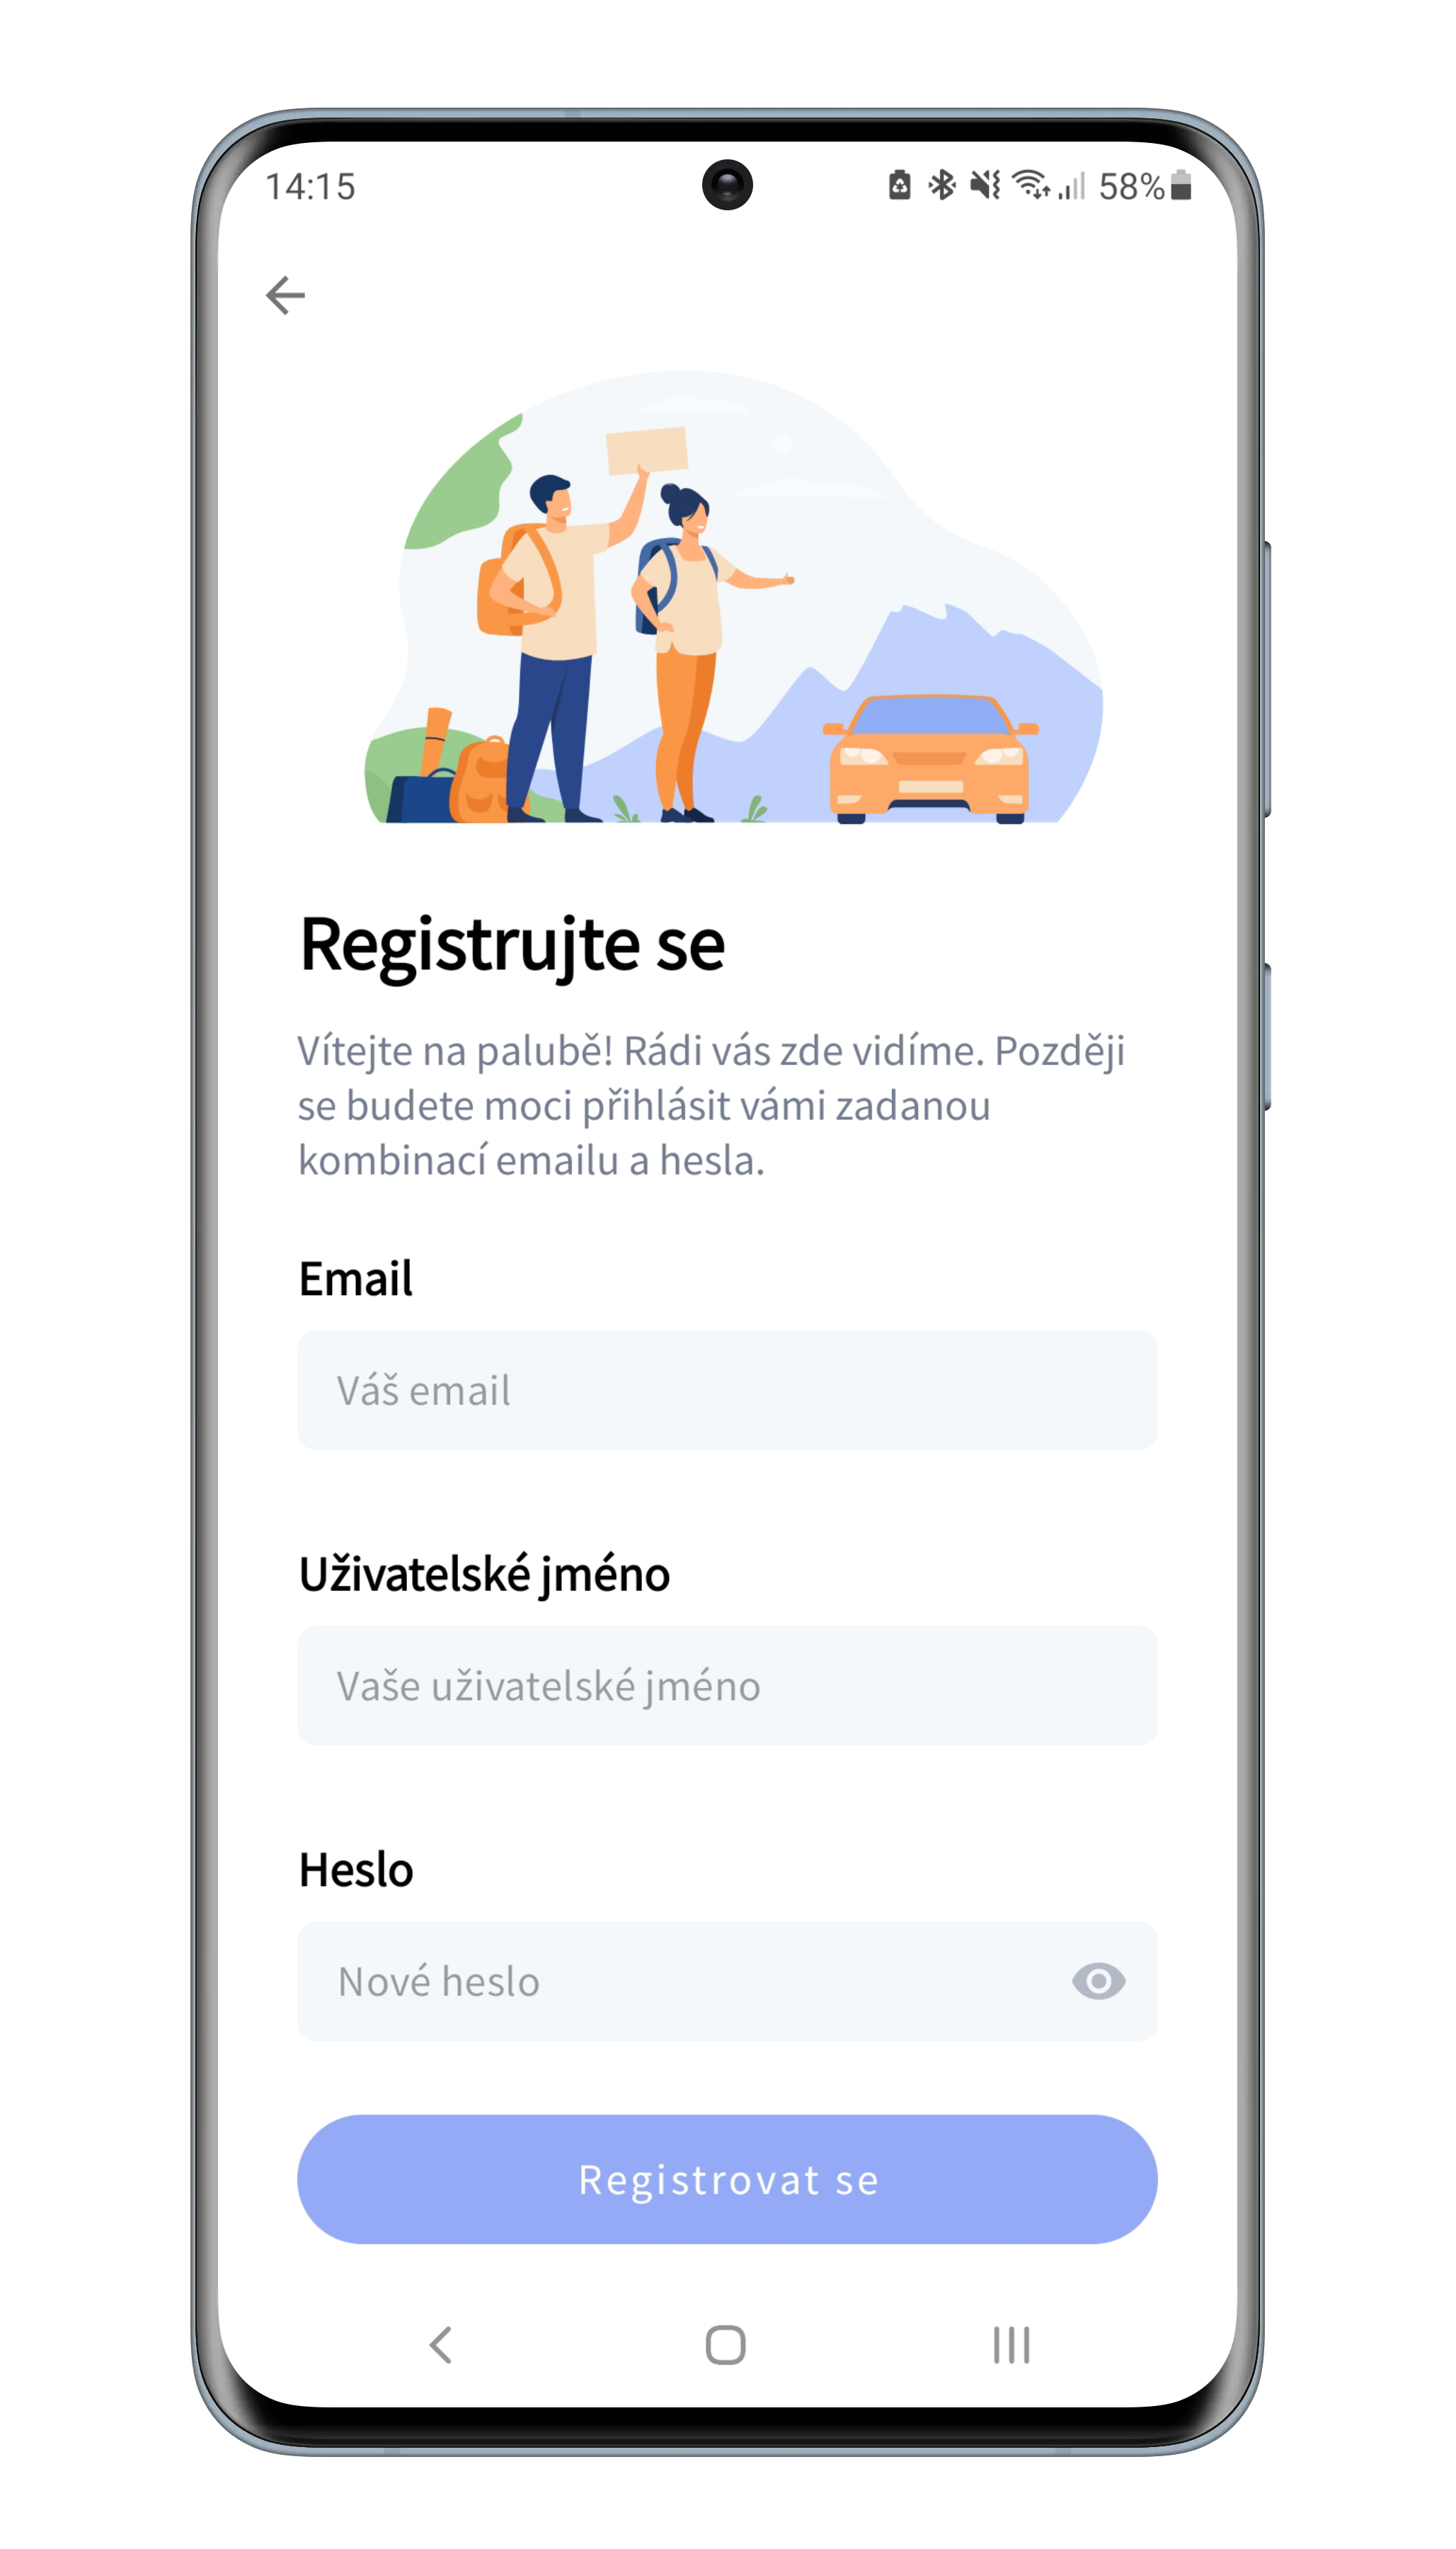 14:15
58%
Registrujte se
Vítejte na palubě! Rádi vás zde vidíme. Později
se budete moci přihlásit vámi zadanou
kombinací emailu a hesla.
Email
Váš email
Uživatelské jméno
Vaše uživatelské jméno
Heslo
Nové heslo
Registrovat se